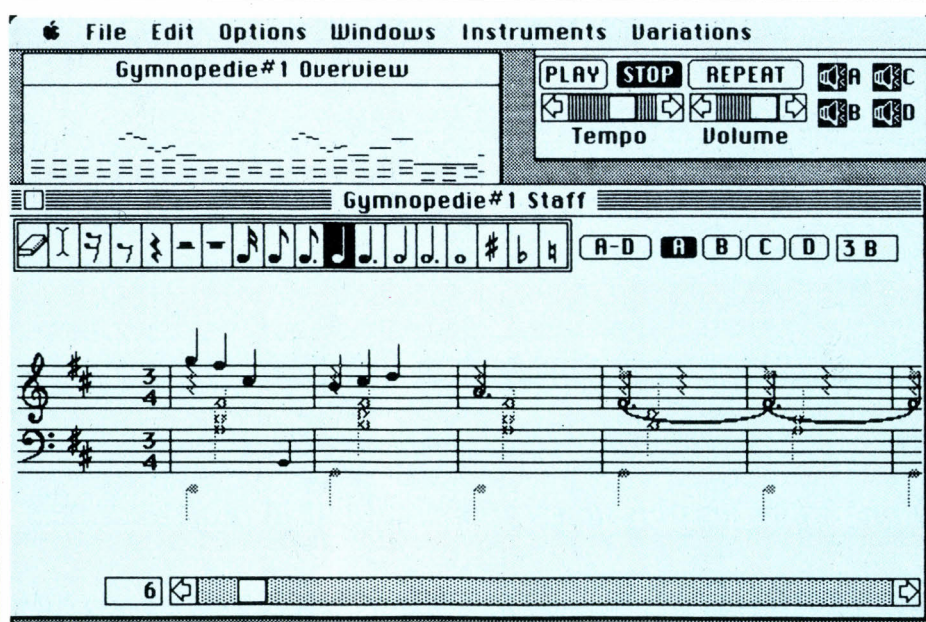 File Edit Options Windows Instruments Variations
Gymnopedie#1 Overview
PLAY STOP REPEAT A C
B D
Tempo Volume
Gymnopedie#1 Staff
A-D A B C D 3 B
3
4
3
4
6